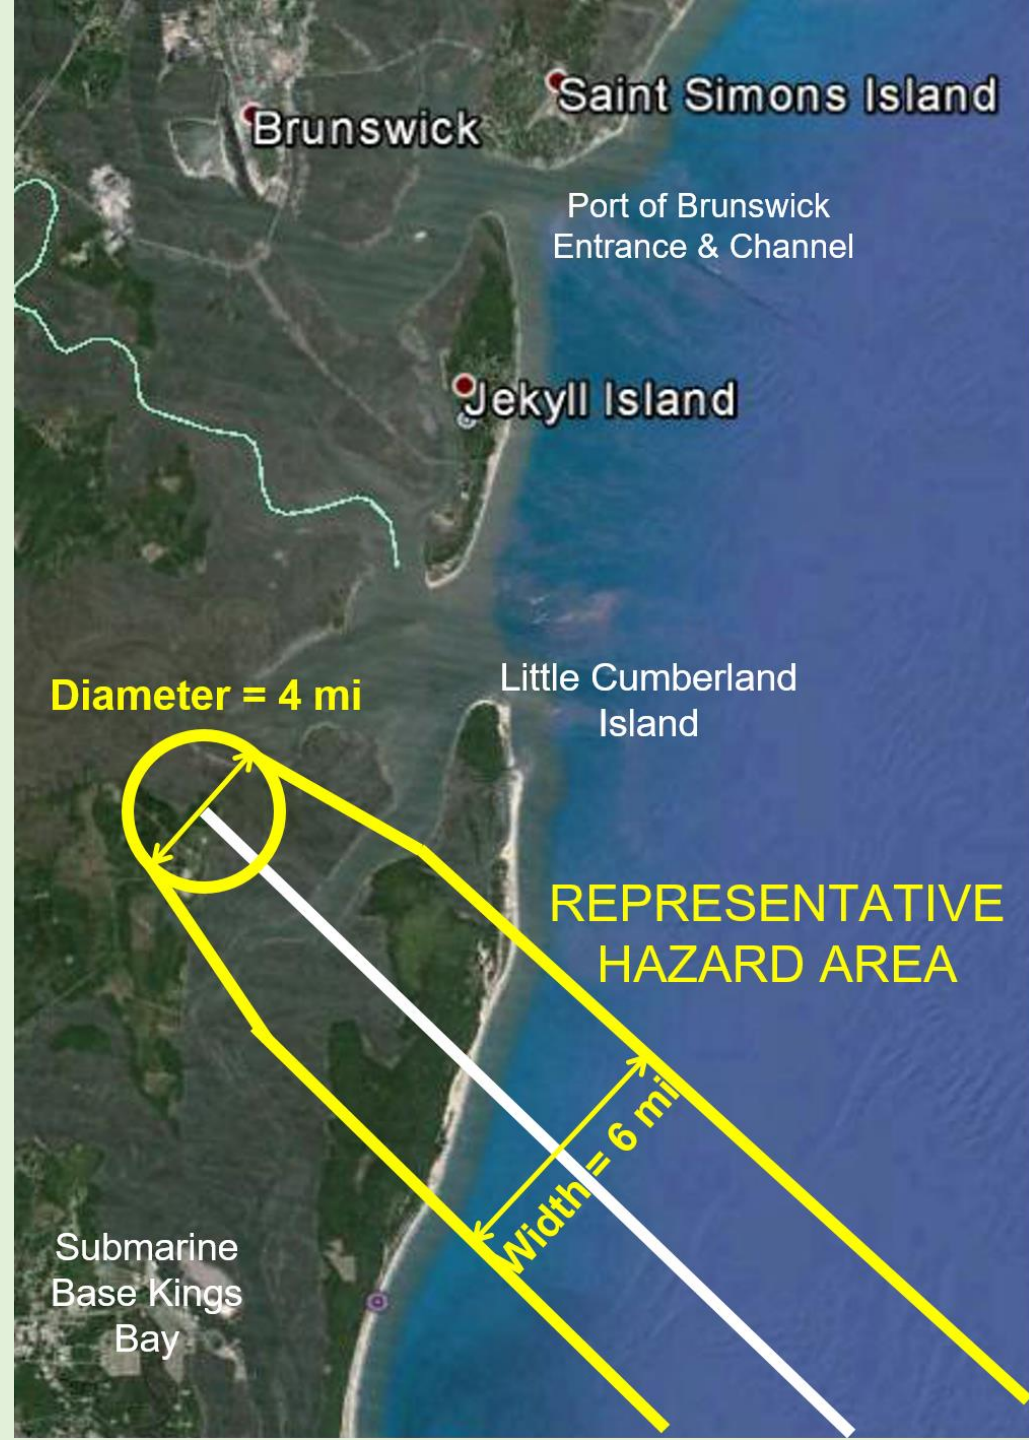 Saint Simons Island
Brunswick
Port of Brunswick
Entrance & Channel
Jekyll Island
Little Cumberland
Island
Diameter = 4 mi
REPRESENTATIVE
HAZARD AREA
Width = 6 mi
Submarine
Base Kings
Bay